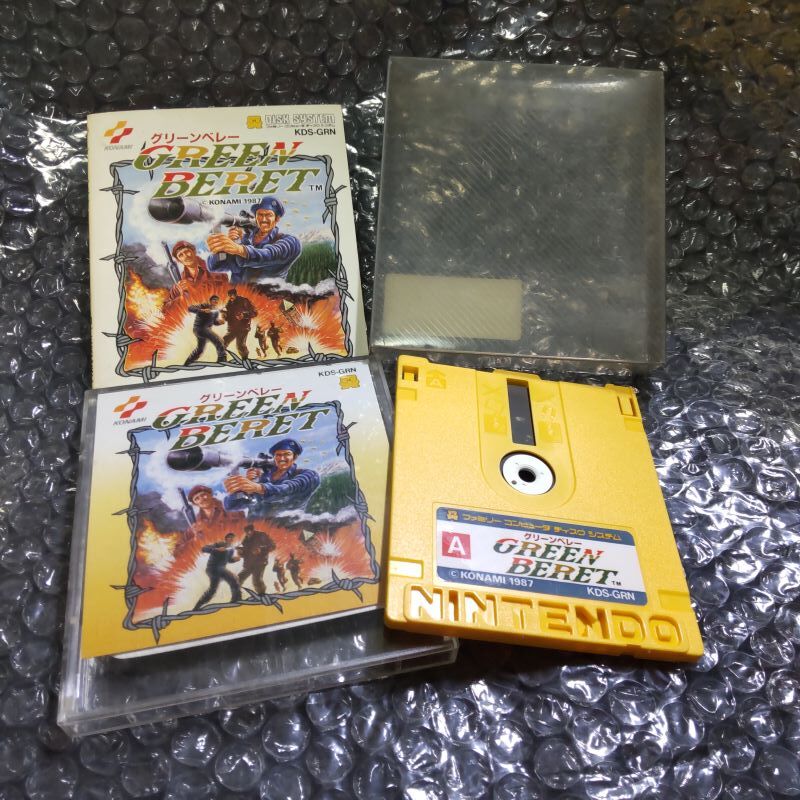 KONAMI
DISK SYSTEM
KDS-GRN
グリーンベレー
GREEN
BERET™
© KONAMI 1987
KDS-GRN
KONAMI
グリーンベレー
GREEN
BERET
ファミリー コンピュータ ディスク システム
A
グリーンベレー
GREEN
BERET™
© KONAMI 1987
KDS-GRN
NINTENDO